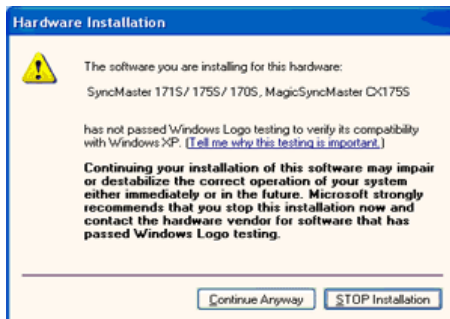 Hardware Installation
The software you are installing for this hardware:
SyncMaster 171S/ 175S/ 170S, MagicSyncMaster CX175S
has not passed Windows Logo testing to verify its compatibility
with Windows XP. (Tell me why this testing is important.)
Continuing your installation of this software may impair
or destabilize the correct operation of your system
either immediately or in the future. Microsoft strongly
recommends that you stop this installation now and
contact the hardware vendor for software that has
passed Windows Logo testing.
Continue Anyway
STOP Installation